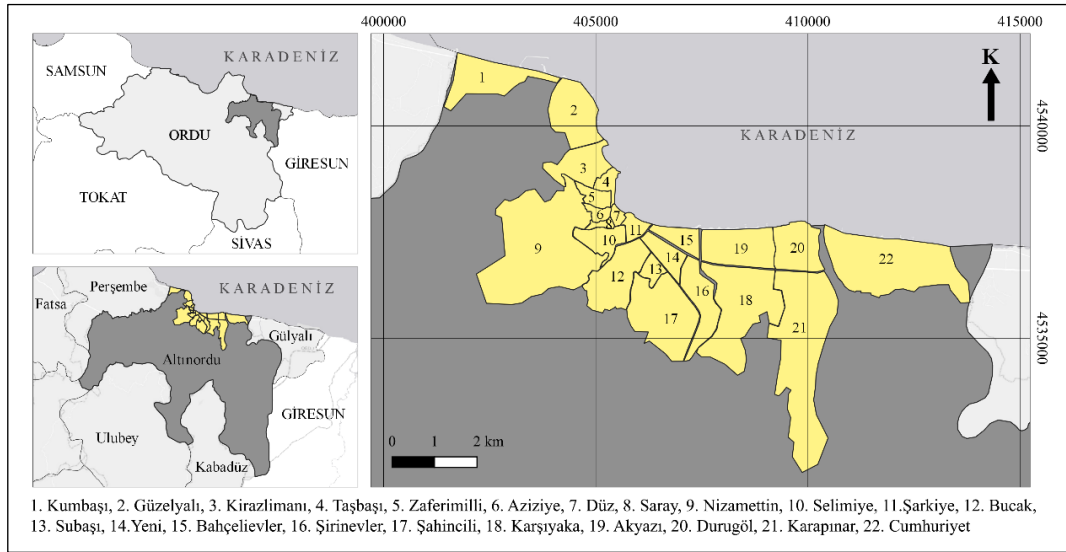 400000 405000 410000 415000
KARADENİZ
SAMSUN
ORDU
GİRESUN
TOKAT
SİVAS
KARADENİZ
Perşembe
Fatsa
Gülyalı
Altınordu
GİRESUN
Ulubey
Kabadüz
K
KARADENİZ
4540000
4535000
1
2
3
4
5
6
7
9
10
11
12
13
14
15
16
17
18
19
20
21
22
0 1 2 km
1. Kumbaşı, 2. Güzelyalı, 3. Kirazlimanı, 4. Taşbaşı, 5. Zaferimilli, 6. Aziziye, 7. Düz, 8. Saray, 9. Nizamettin, 10. Selimiye, 11.Şarkiye, 12. Bucak,
13. Subaşı, 14.Yeni, 15. Bahçelievler, 16. Şirinevler, 17. Şahincili, 18. Karşıyaka, 19. Akyazı, 20. Durugöl, 21. Karapınar, 22. Cumhuriyet